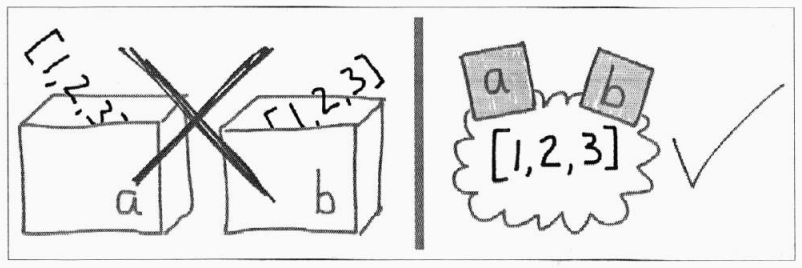 [1, 2, 3,
a
[1, 2, 3]
b
a
b
[1, 2, 3]